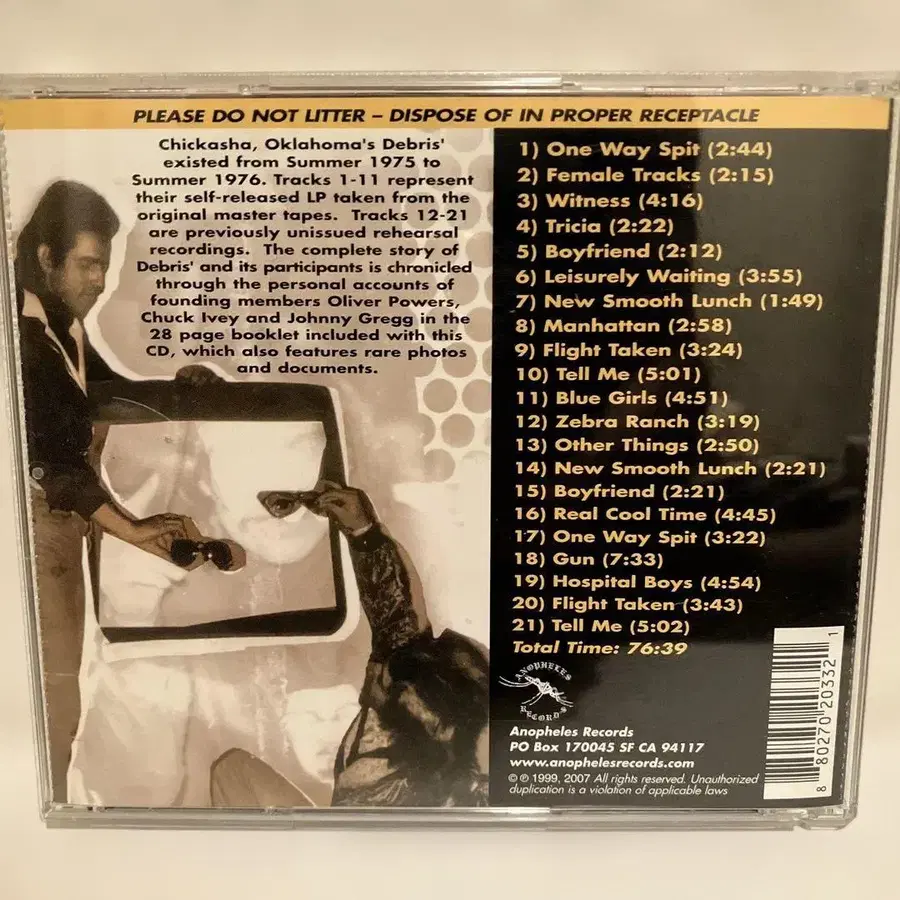 PLEASE DO NOT LITTER – DISPOSE OF IN PROPER RECEPTACLE
Chickasha, Oklahoma's Debris'
existed from Summer 1975 to
Summer 1976. Tracks 1-11 represent
their self-released LP taken from the
original master tapes. Tracks 12-21
are previously unissued rehearsal
recordings. The complete story of
Debris' and its participants is chronicled
through the personal accounts of
founding members Oliver Powers,
Chuck Ivey and Johnny Gregg in the
28 page booklet included with this
CD, which also features rare photos
and documents.
1) One Way Spit (2:44)
2) Female Tracks (2:15)
3) Witness (4:16)
4) Tricia (2:22)
5) Boyfriend (2:12)
6) Leisurely Waiting (3:55)
7) New Smooth Lunch (1:49)
8) Manhattan (2:58)
9) Flight Taken (3:24)
10) Tell Me (5:01)
11) Blue Girls (4:51)
12) Zebra Ranch (3:19)
13) Other Things (2:50)
14) New Smooth Lunch (2:21)
15) Boyfriend (2:21)
16) Real Cool Time (4:45)
17) One Way Spit (3:22)
18) Gun (7:33)
19) Hospital Boys (4:54)
20) Flight Taken (3:43)
21) Tell Me (5:02)
Total Time: 76:39
ANOPHELES
RECORDS
Anopheles Records
PO Box 170045 SF CA 94117
www.anophelesrecords.com
© ℗ 1999, 2007 All rights reserved. Unauthorized
duplication is a violation of applicable laws
8 80270 20332 1